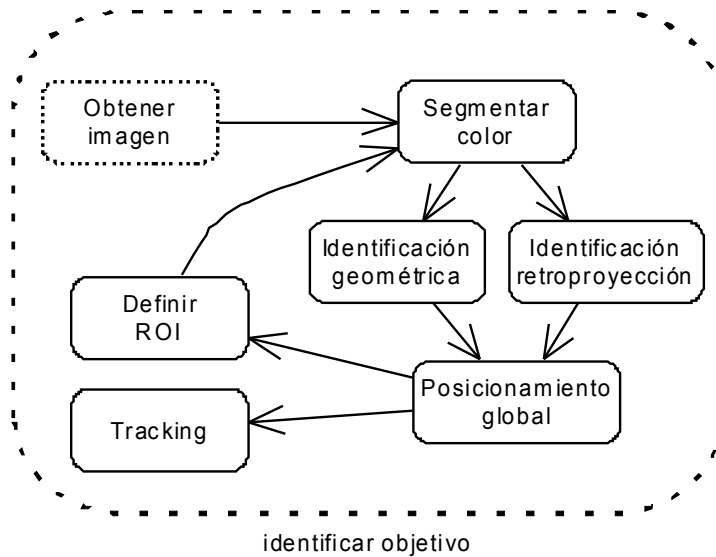 Obtener
imagen
Segmentar
color
Identificación
geométrica
Identificación
retroproyección
Definir
ROI
Posicionamiento
global
Tracking
identificar objetivo